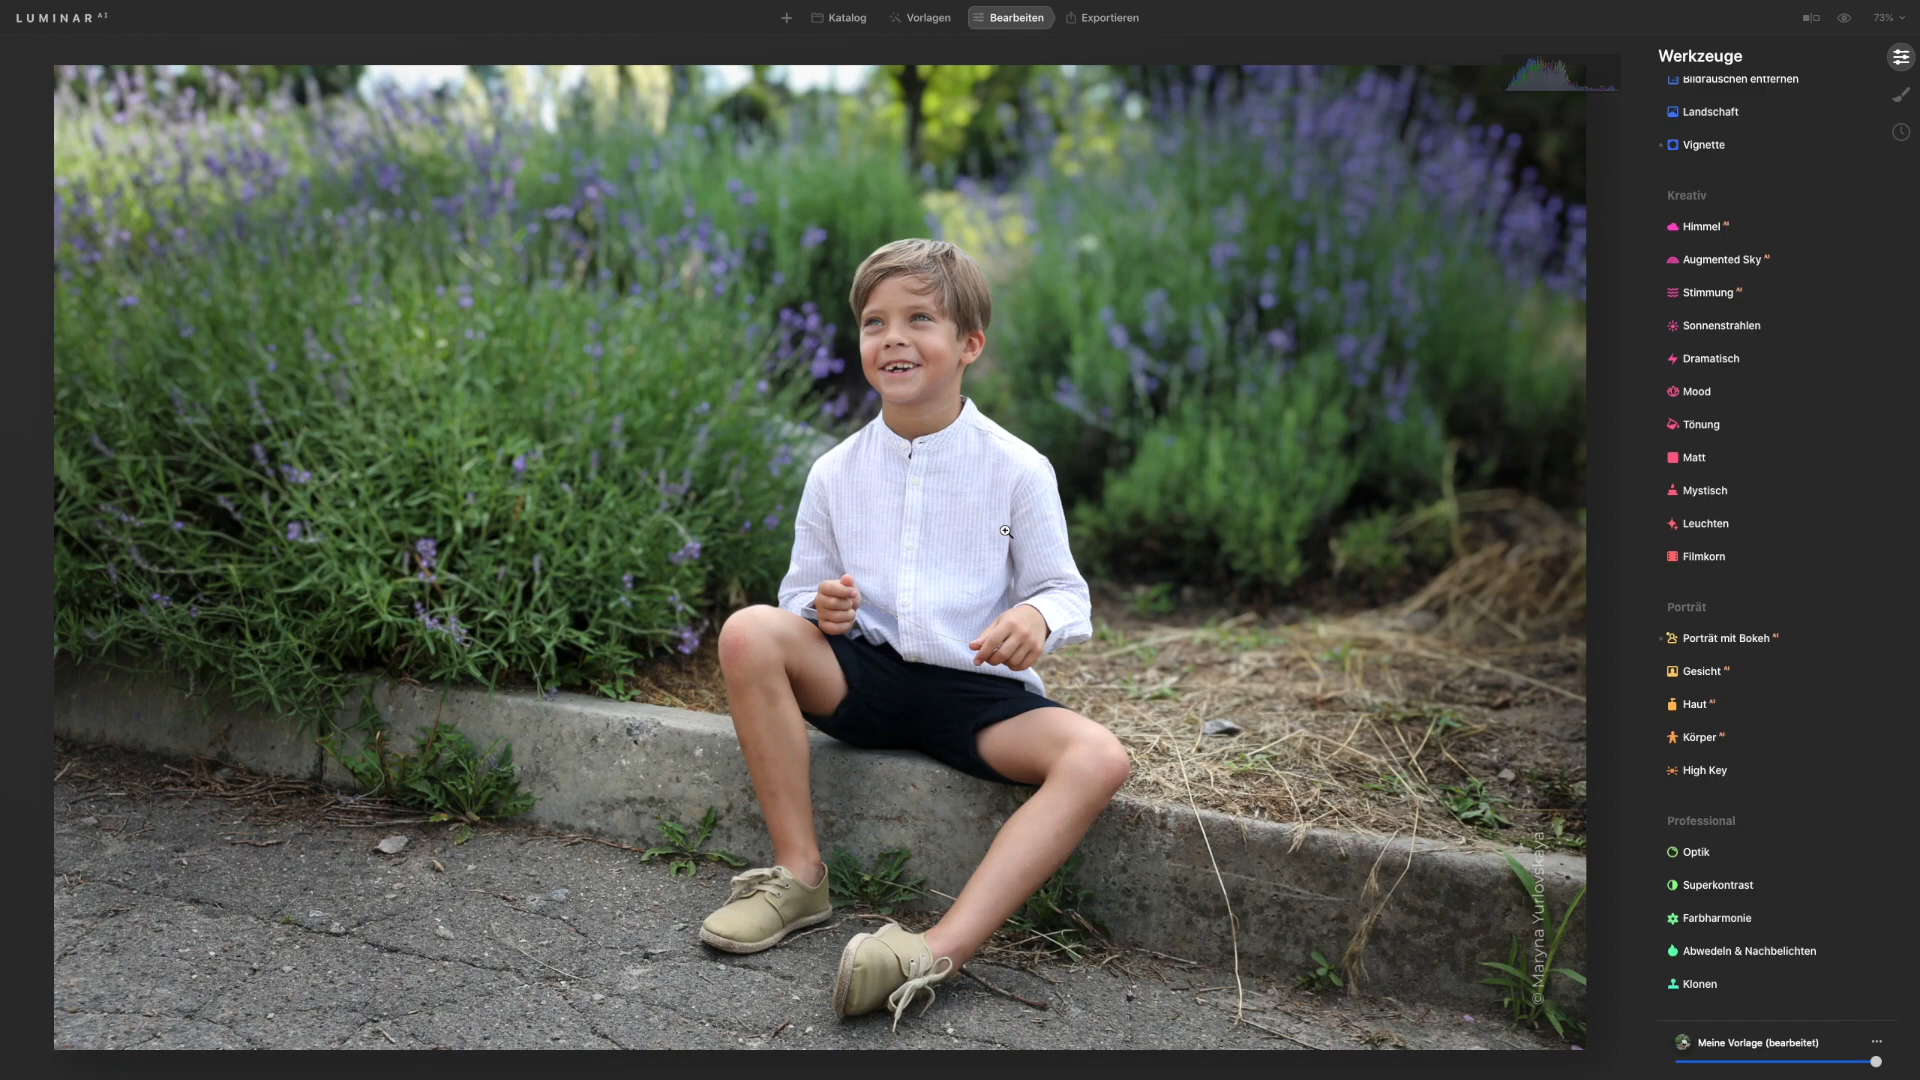 LUMINAR AI
Katalog
Vorlagen
Bearbeiten
Exportieren
73%
Werkzeuge
Bildrauschen entfernen
Landschaft
Vignette
Kreativ
Himmel AI
Augmented Sky AI
Stimmung AI
Sonnenstrahlen
Dramatisch
Mood
Tönung
Matt
Mystisch
Leuchten
Filmkorn
Porträt
Porträt mit Bokeh AI
Gesicht AI
Haut AI
Körper AI
High Key
Professional
Optik
Superkontrast
Farbharmonie
Abwedeln & Nachbelichten
Klonen
Meine Vorlage (bearbeitet)
© Maryna Yurlovskaya